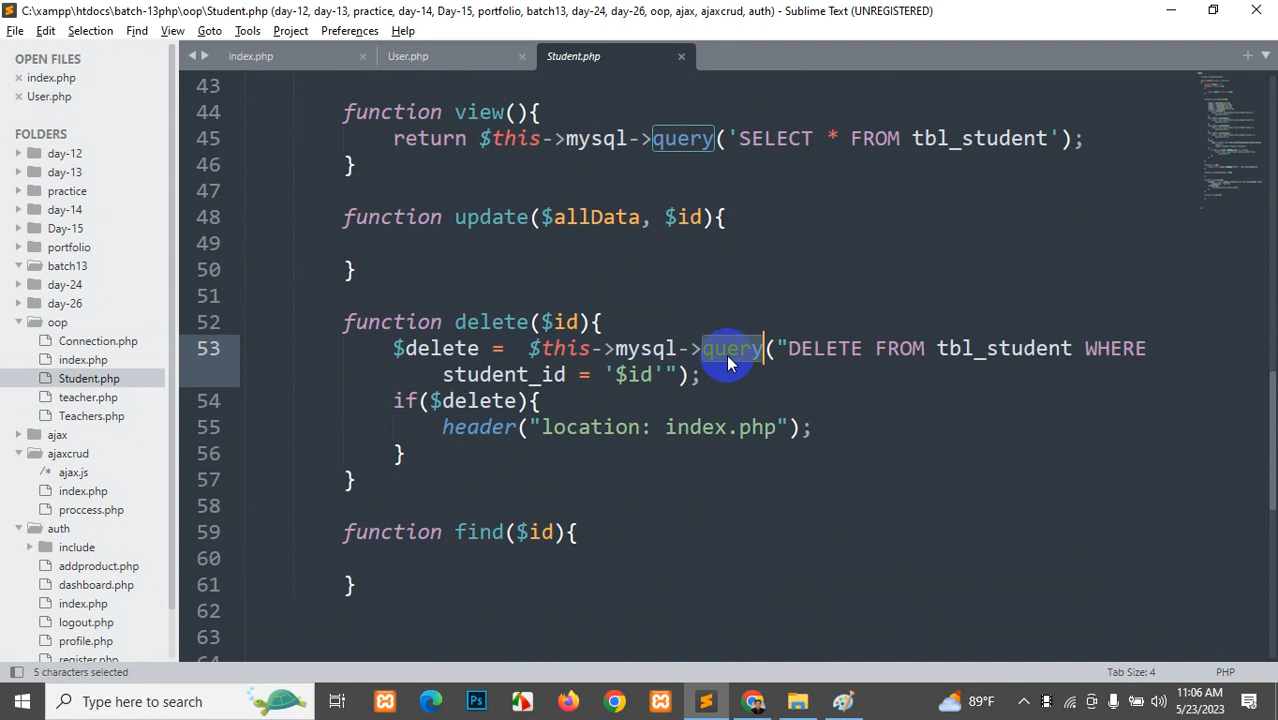 C:\xampp\htdocs\batch-13php\oop\Student.php (day-12, day-13, practice, day-14, Day-15, portfolio, batch13, day-24, day-26, oop, ajax, ajaxcrud, auth) - Sublime Text (UNREGISTERED)
File Edit Selection Find View Goto Tools Project Preferences Help
OPEN FILES
index.php
User.php
FOLDERS
day-12
day-13
practice
day-14
Day-15
portfolio
batch13
day-24
day-26
oop
Connection.php
index.php
Student.php
teacher.php
Teachers.php
ajax
ajaxcrud
/* ajax.js
index.php
proccess.php
auth
include
addproduct.php
dashboard.php
index.php
logout.php
profile.php
register.php
index.php User.php Student.php
43
44 function view(){
45 return $this->mysql->query('SELECT * FROM tbl_student');
46 }
47
48 function update($allData, $id){
49
50 }
51
52 function delete($id){
53 $delete =  $this->mysql->query("DELETE FROM tbl_student WHERE
student_id = '$id'");
54 if($delete){
55 header("location: index.php");
56 }
57 }
58
59 function find($id){
60
61 }
62
63
5 characters selected Tab Size: 4 PHP
Type here to search
Ps
89°F
11:06 AM
5/23/2023